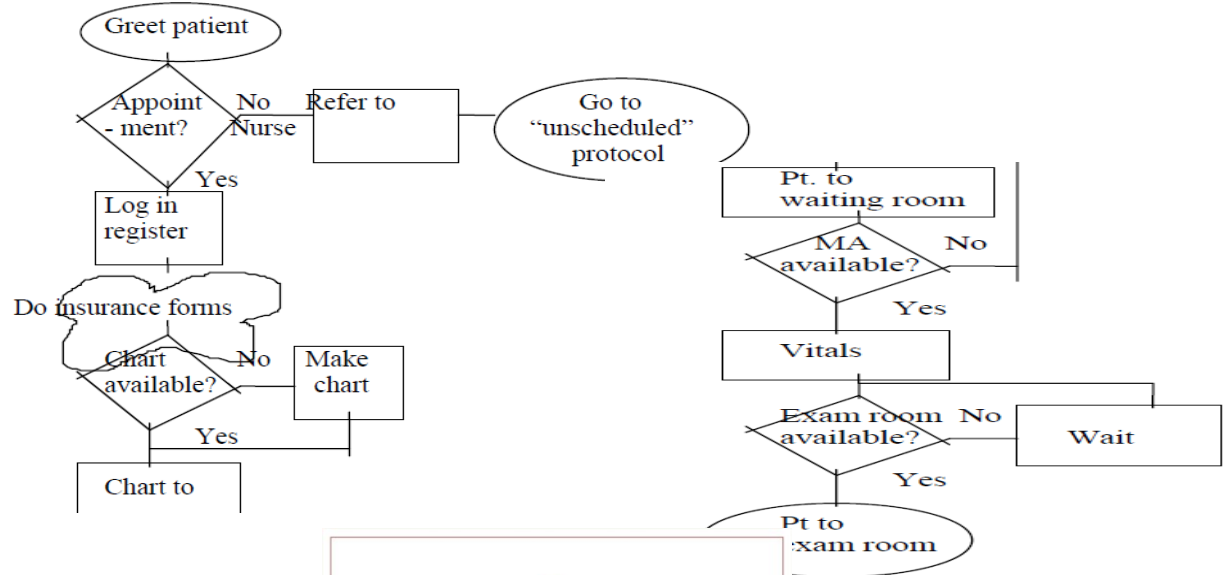 Greet patient
Appoint
- ment?
No
Refer to
Nurse
Go to
“unscheduled”
protocol
Yes
Log in
register
Do insurance forms
Chart
available?
No
Make
chart
Yes
Chart to
Pt. to
waiting room
MA
available?
No
Yes
Vitals
Exam room
available?
No
Wait
Yes
Pt to
exam room